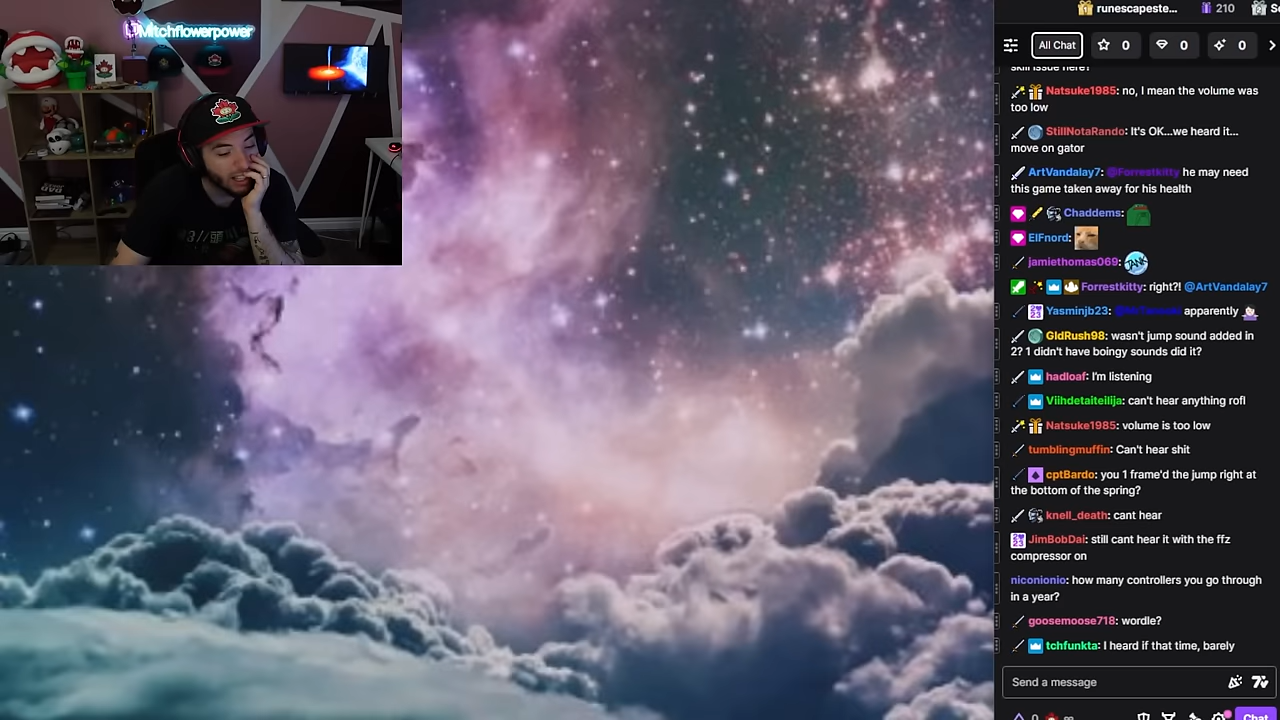 Mitchflowerpower
runescapeste... 210
All Chat 0 0 0
skill issue here?
Natsuke1985: no, I mean the volume was
too low
StillNotaRando: It's OK...we heard it...
move on gator
ArtVandalay7: @Forrestkitty he may need
this game taken away for his health
Chaddems:
ElFnord:
jamiethomas069:
Forrestkitty: right?! @ArtVandalay7
Yasminjb23: apparently
GldRush98: wasn't jump sound added in
2? 1 didn't have boingy sounds did it?
hadloaf: I'm listening
Viihdetaiteilija: can't hear anything rofl
Natsuke1985: volume is too low
tumblingmuffin: Can't hear shit
cptBardo: you 1 frame'd the jump right at
the bottom of the spring?
knell_death: cant hear
JimBobDai: still cant hear it with the ffz
compressor on
niconionio: how many controllers you go through
in a year?
goosemoose718: wordle?
tchfunkta: I heard if that time, barely
Send a message
0 ∞ Chat